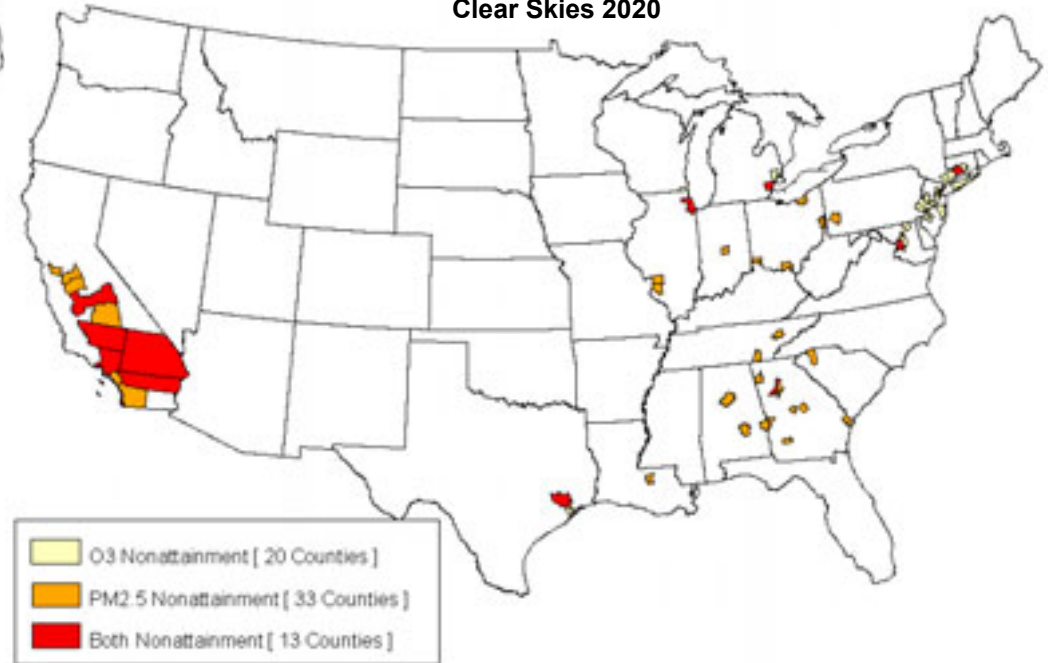 Clear Skies 2020
O3 Nonattainment [ 20 Counties ]
PM2.5 Nonattainment [ 33 Counties ]
Both Nonattainment [ 13 Counties ]